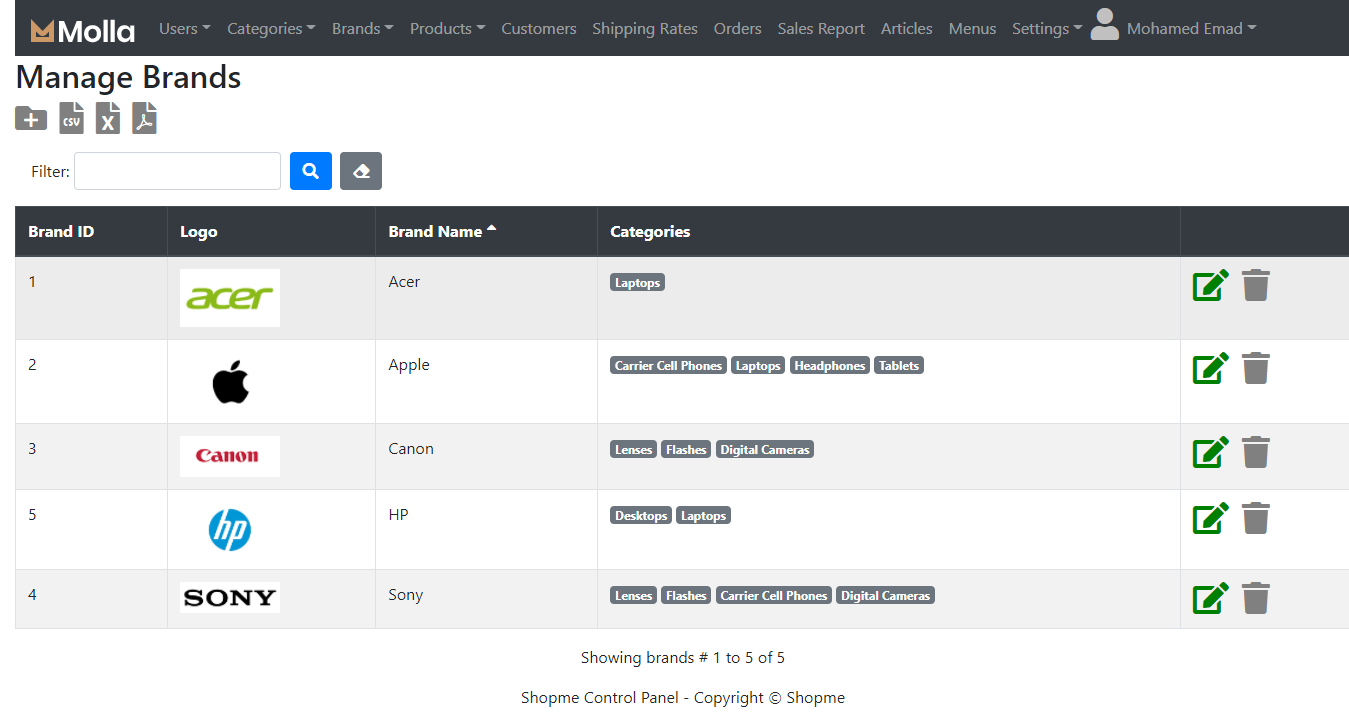 Molla Users Categories Brands Products Customers Shipping Rates Orders Sales Report Articles Menus Settings Mohamed Emad
Manage Brands
CSV X
Filter:
Brand ID Logo Brand Name Categories
1 acer Acer Laptops
2 Apple Carrier Cell Phones Laptops Headphones Tablets
3 Canon Canon Lenses Flashes Digital Cameras
5 hp HP Desktops Laptops
4 SONY Sony Lenses Flashes Carrier Cell Phones Digital Cameras
Showing brands # 1 to 5 of 5
Shopme Control Panel - Copyright © Shopme